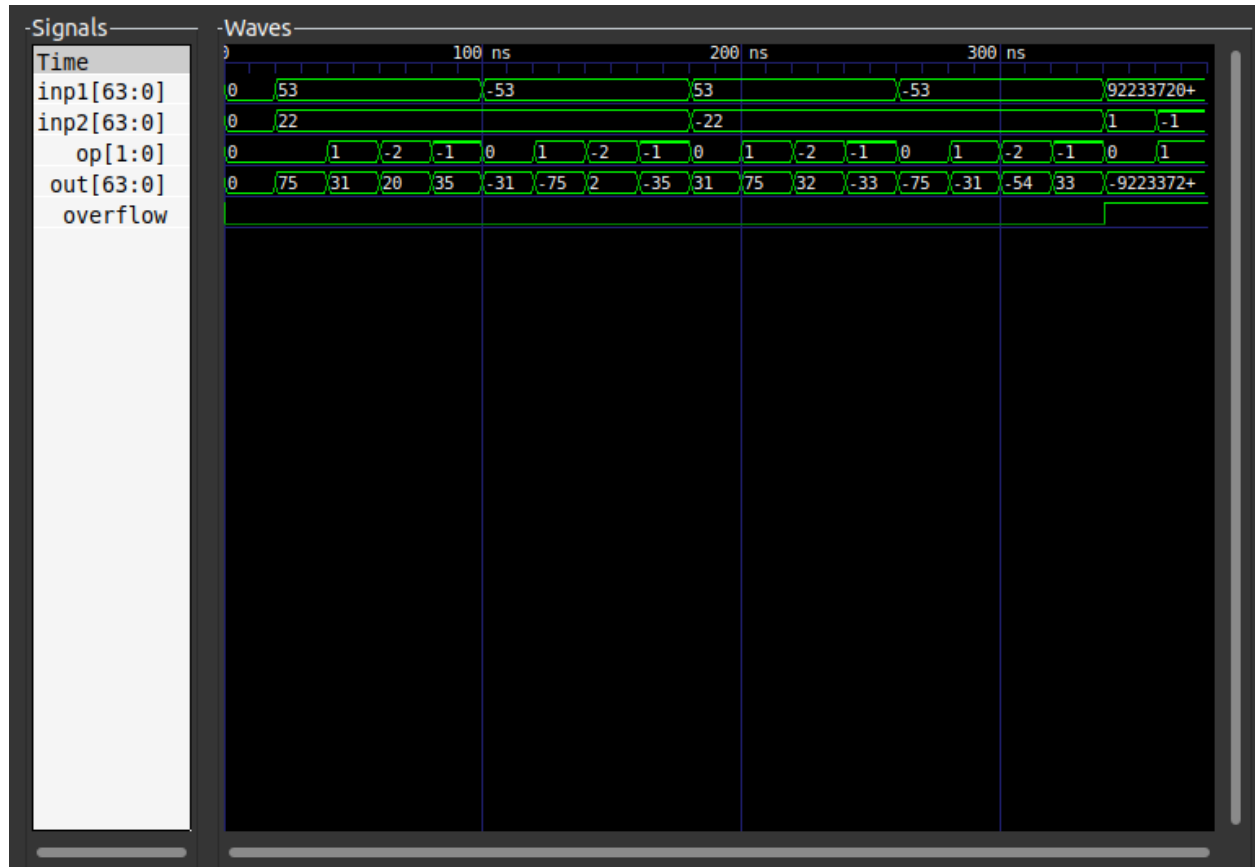 Signals
Waves
Time
0 100 ns 200 ns 300 ns
inp1[63:0] 0 53 -53 53 -53 92233720+
inp2[63:0] 0 22 -22 1 -1
op[1:0] 0 1 -2 -1 0 1 -2 -1 0 1 -2 -1 0 1 -2 -1 0 1
out[63:0] 0 75 31 20 35 -31 -75 2 -35 31 75 32 -33 -75 -31 -54 33 -9223372+
overflow